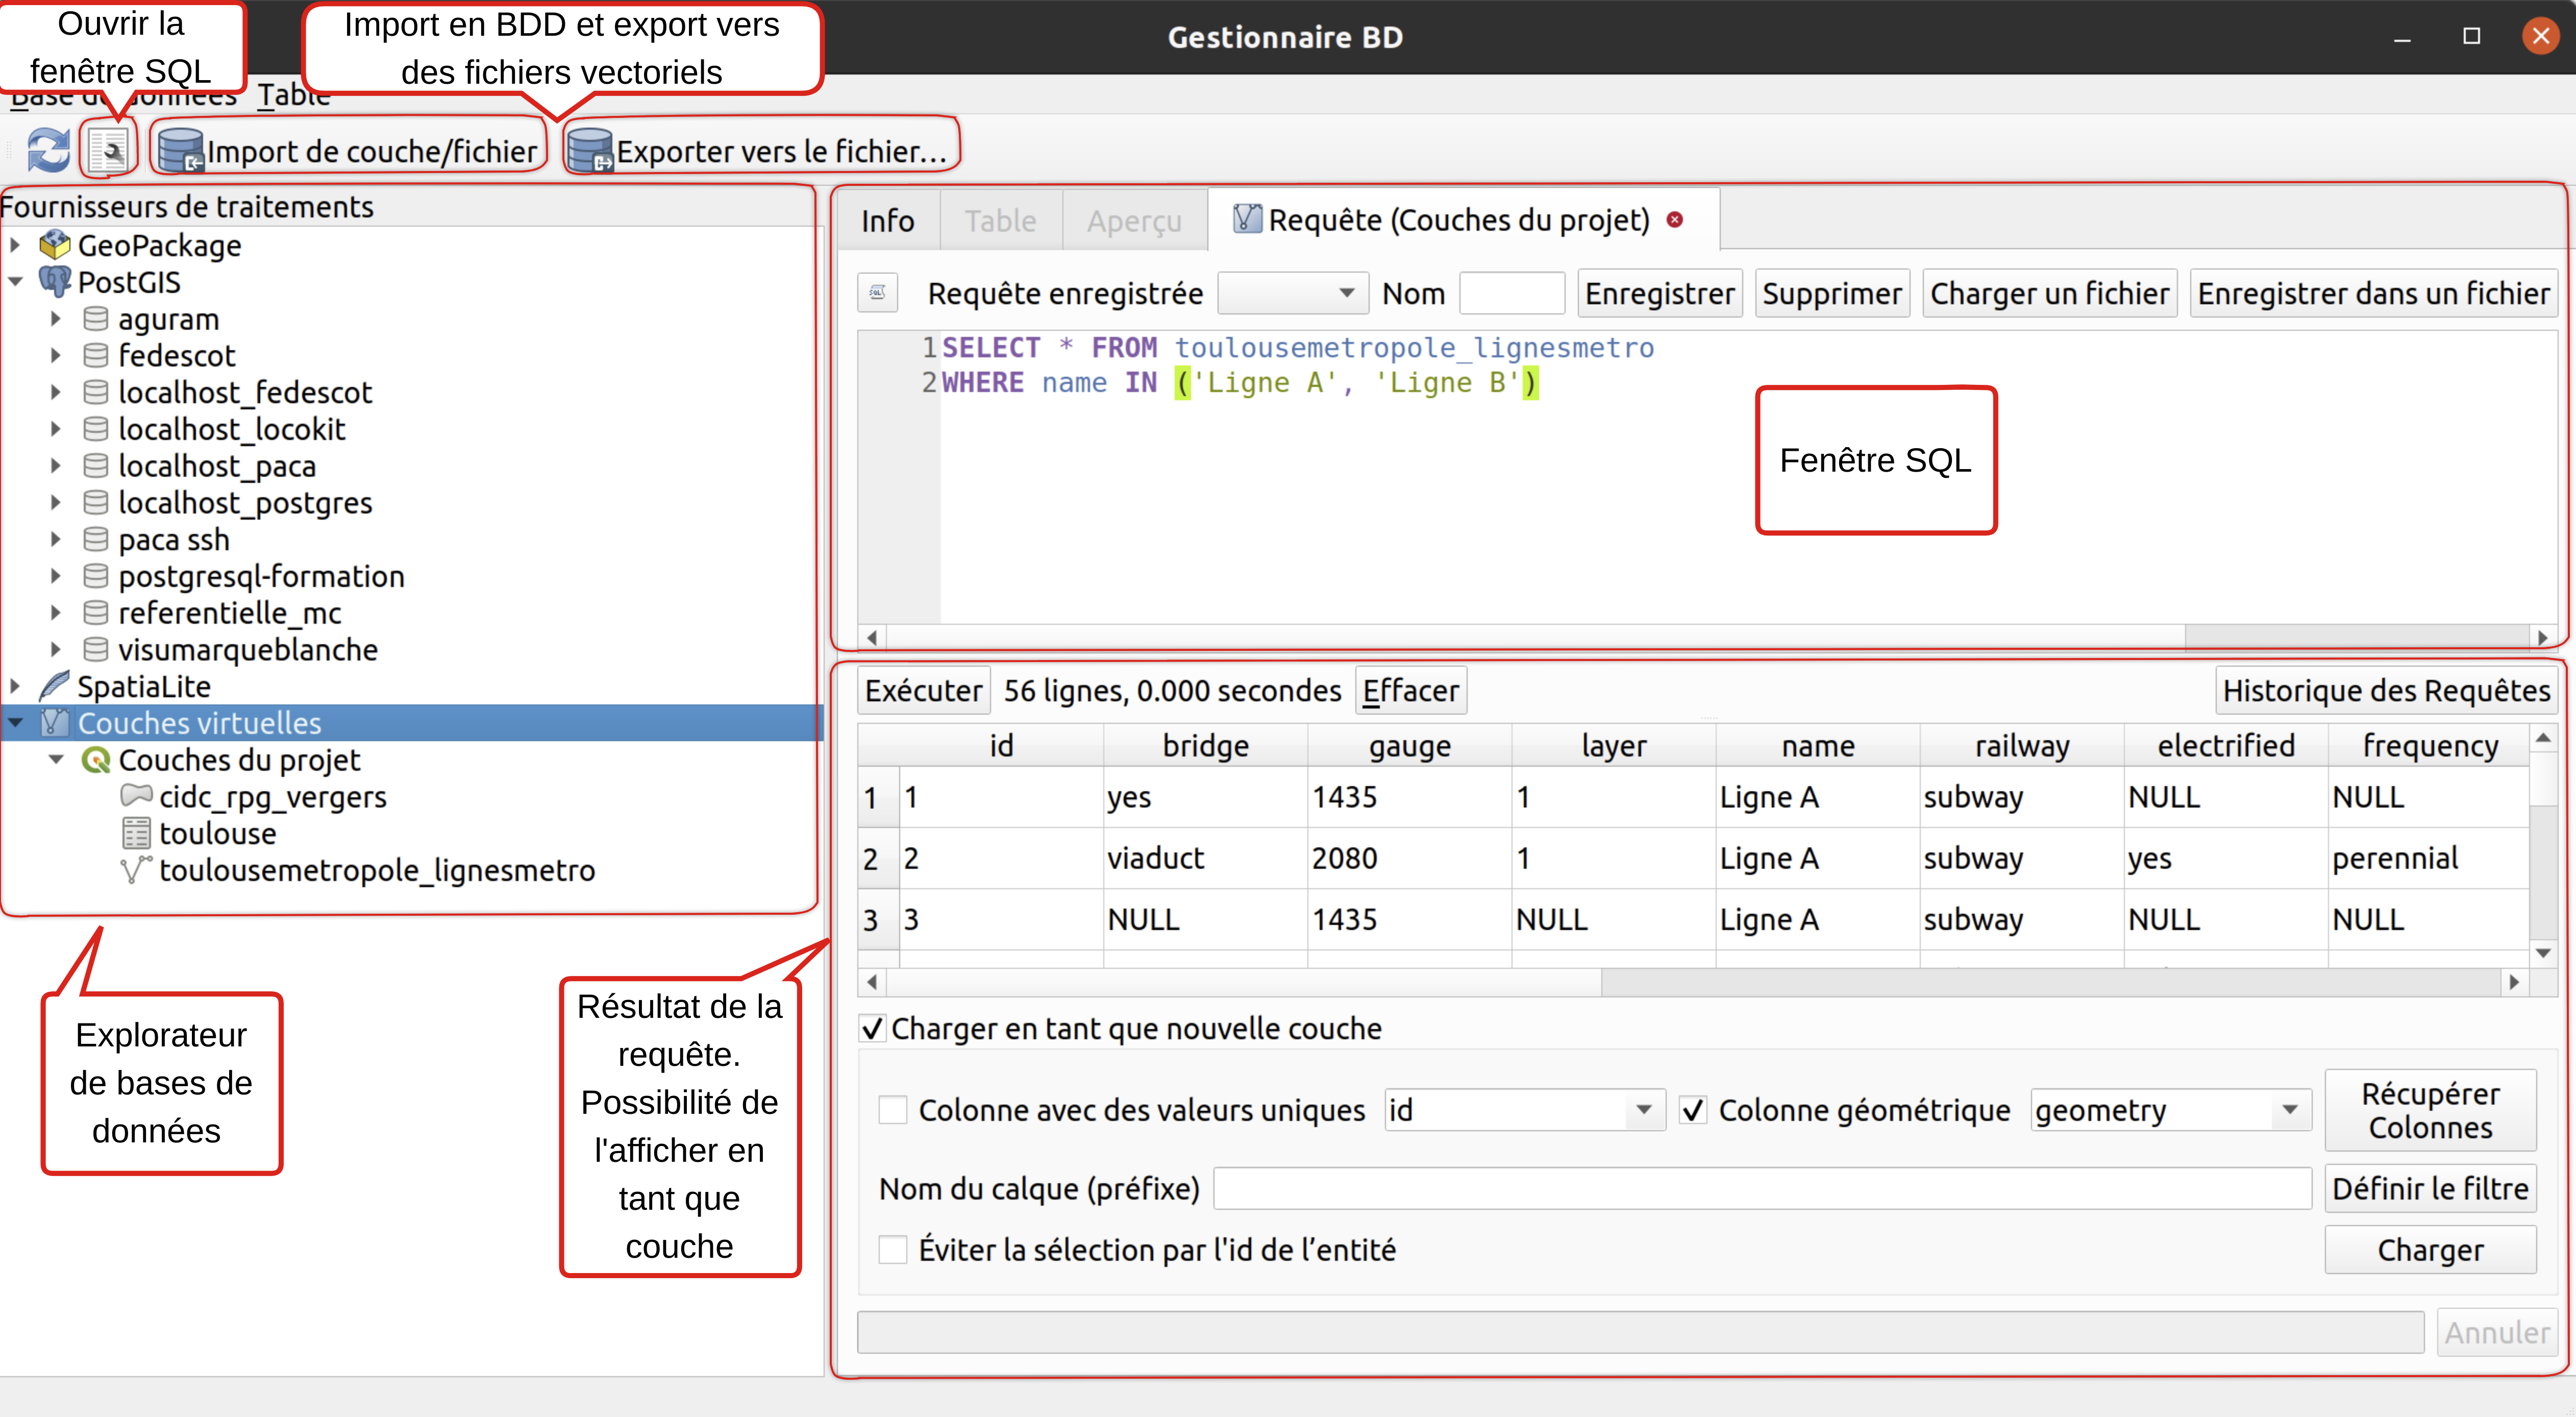 Gestionnaire BD
Ouvrir la
fenêtre SQL
Import en BDD et export vers
des fichiers vectoriels
Base de données Table
Import de couche/fichier Exporter vers le fichier...
Fournisseurs de traitements
GeoPackage
PostGIS
aguram
fedescot
localhost_fedescot
localhost_locokit
localhost_paca
localhost_postgres
paca ssh
postgresql-formation
referentielle_mc
visumarqueblanche
SpatiaLite
Couches virtuelles
Couches du projet
cidc_rpg_vergers
toulouse
toulousemetropole_lignesmetro
Explorateur
de bases de
données
Info Table Aperçu Requête (Couches du projet)
SQL Requête enregistrée Nom Enregistrer Supprimer Charger un fichier Enregistrer dans un fichier
1 SELECT * FROM toulousemetropole_lignesmetro
2 WHERE name IN ('Ligne A', 'Ligne B')
Fenêtre SQL
Exécuter 56 lignes, 0.000 secondes Effacer Historique des Requêtes
id bridge gauge layer name railway electrified frequency
1 1 yes 1435 1 Ligne A subway NULL NULL
2 2 viaduct 2080 1 Ligne A subway yes perennial
3 3 NULL 1435 NULL Ligne A subway NULL NULL
Résultat de la
requête.
Possibilité de
l'afficher en
tant que
couche
Charger en tant que nouvelle couche
Colonne avec des valeurs uniques id Colonne géométrique geometry Récupérer
Colonnes
Nom du calque (préfixe) Définir le filtre
Éviter la sélection par l'id de l’entité Charger
Annuler